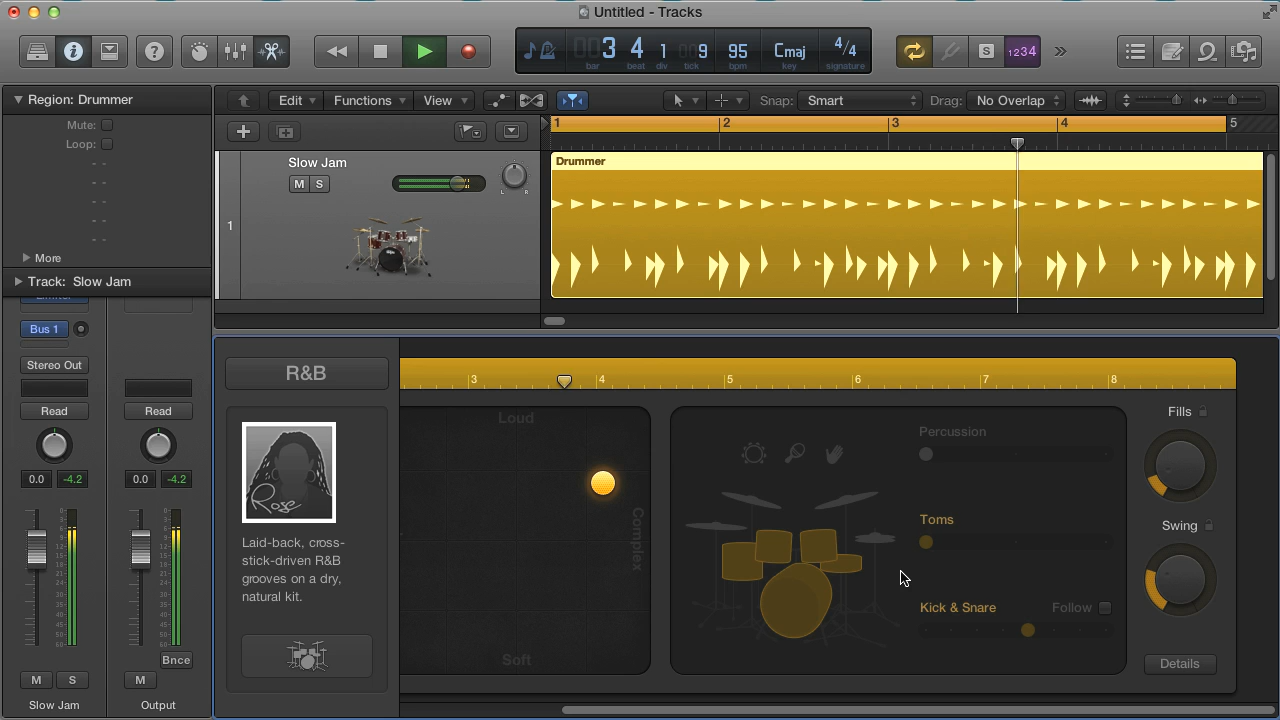 Untitled - Tracks
003 4 1 009 95 Cmaj 4/4
bar beat div tick bpm key signature
1234
Region: Drummer
Edit Functions View Snap: Smart Drag: No Overlap
Mute:
Loop:
1 2 3 4 5
Slow Jam
M S
L R
Drummer
1
More
Track: Slow Jam
Bus 1
Stereo Out
Read Read
0.0 -4.2 0.0 -4.2
Bnce
M S M
Slow Jam Output
R&B
3 4 5 6 7 8
Rose
Laid-back, cross-
stick-driven R&B
grooves on a dry,
natural kit.
Loud
Complex
Soft
Percussion
Toms
Kick & Snare Follow
Fills
Swing
Details